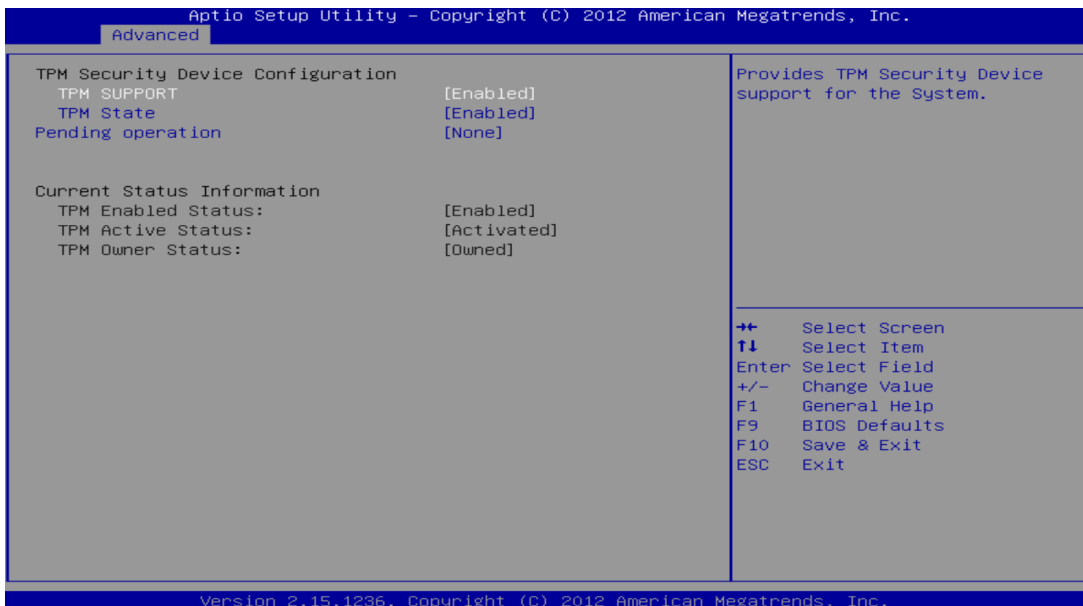 Aptio Setup Utility – Copyright (C) 2012 American Megatrends, Inc.
Advanced
TPM Security Device Configuration
TPM SUPPORT [Enabled]
TPM State [Enabled]
Pending operation [None]
Current Status Information
TPM Enabled Status: [Enabled]
TPM Active Status: [Activated]
TPM Owner Status: [Owned]
Provides TPM Security Device
support for the System.
→← Select Screen
↑↓ Select Item
Enter Select Field
+/- Change Value
F1 General Help
F9 BIOS Defaults
F10 Save & Exit
ESC Exit
Version 2.15.1236. Copyright (C) 2012 American Megatrends, Inc.